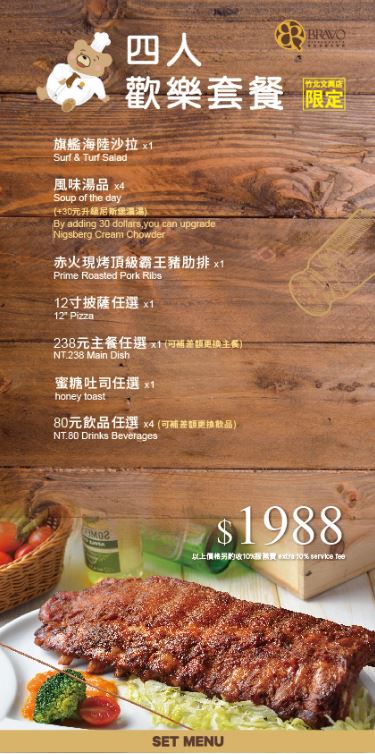 BRAVO
四人
歡樂套餐
竹北文興店
限定
旗艦海陸沙拉 x1
Surf & Turf Salad
風味湯品 x4
Soup of the day
(+30元升級尼斯堡濃湯)
By adding 30 dollars,you can upgrade
Nigsberg Cream Chowder
赤火現烤頂級霸王豬肋排 x1
Prime Roasted Pork Ribs
12寸披薩任選 x1
12" Pizza
238元主餐任選 x1 (可補差額更換主餐)
NT.238 Main Dish
蜜糖吐司任選 x1
honey toast
80元飲品任選 x4 (可補差額更換飲品)
NT.80 Drinks Beverages
$1988
以上價格另酌收10%服務費 extra 10% service fee
SET MENU